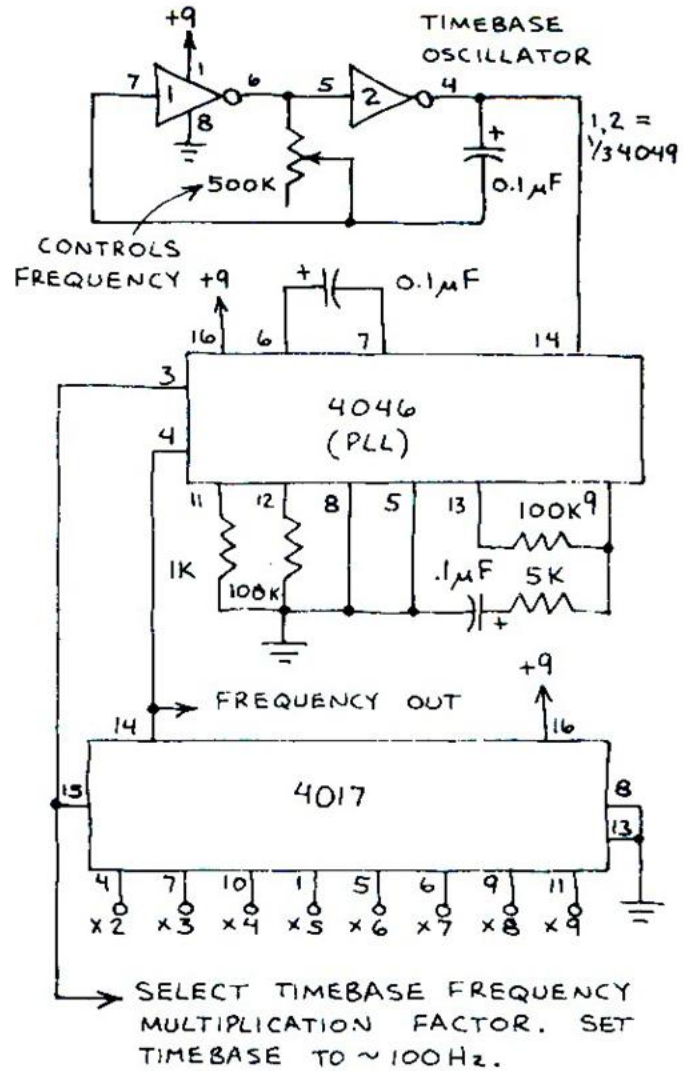 +9
TIMEBASE
OSCILLATOR
7 1 1 6 5 2 4
8
1,2 =
1/3 4049
+
0.1µF
500K
CONTROLS
FREQUENCY
+9
+ 0.1µF
16 6 7 14
3
4046
4
(PLL)
11 12 8 5 13 9
100K
1K
100K
.1µF
5K
+
+9
FREQUENCY OUT
14 16
4017
15
8
13
4 7 10 1 5 6 9 11
x2 x3 x4 x5 x6 x7 x8 x9
SELECT TIMEBASE FREQUENCY
MULTIPLICATION FACTOR. SET
TIMEBASE TO ~100Hz.